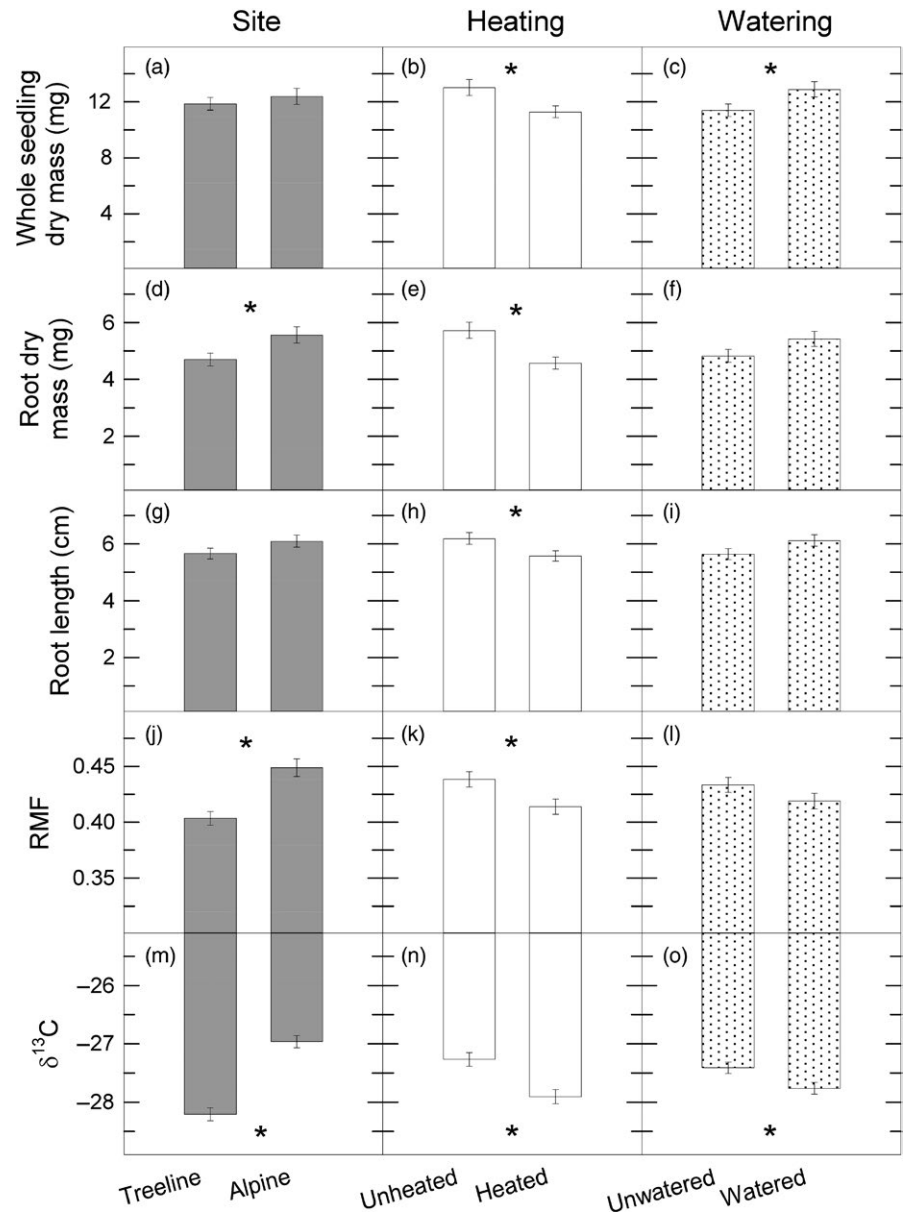 Site Heating Watering
(a) (b) * (c) *
Whole seedling
dry mass (mg)
12
8
4
(d) * (e) * (f)
Root dry
mass (mg)
6
4
2
(g) (h) * (i)
Root length (cm)
6
4
2
(j) * (k) * (l)
RMF
0.45
0.40
0.35
(m) (n) (o)
δ¹³C
–26
–27
–28
* * *
Treeline Alpine Unheated Heated Unwatered Watered